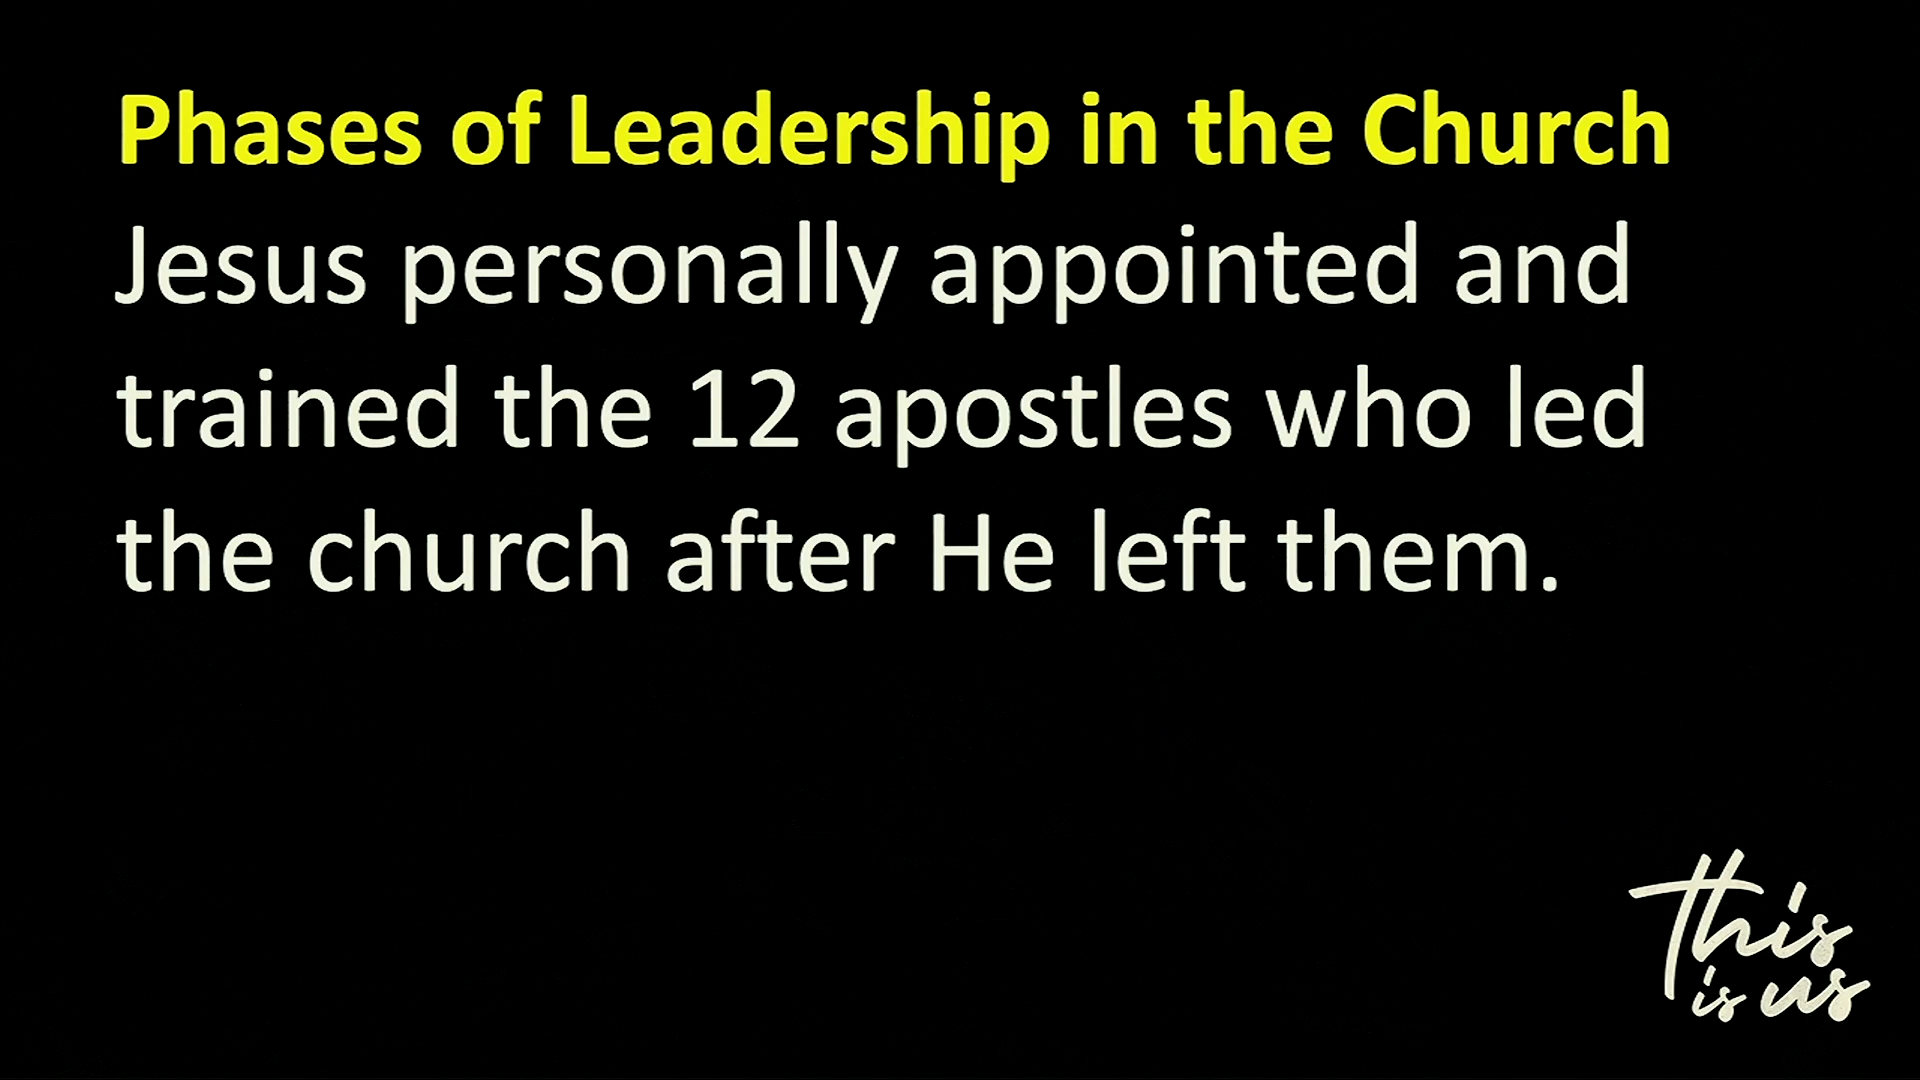 Phases of Leadership in the Church
Jesus personally appointed and
trained the 12 apostles who led
the church after He left them.
this
is us